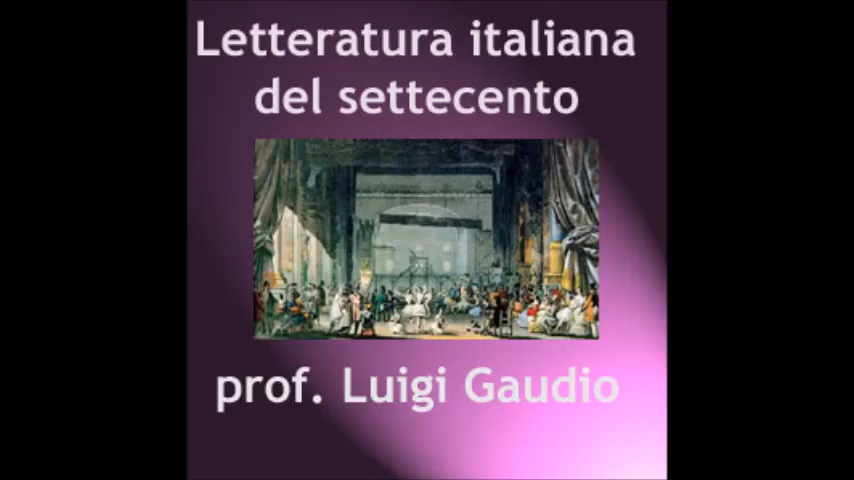 Letteratura italiana
del settecento
prof. Luigi Gaudio